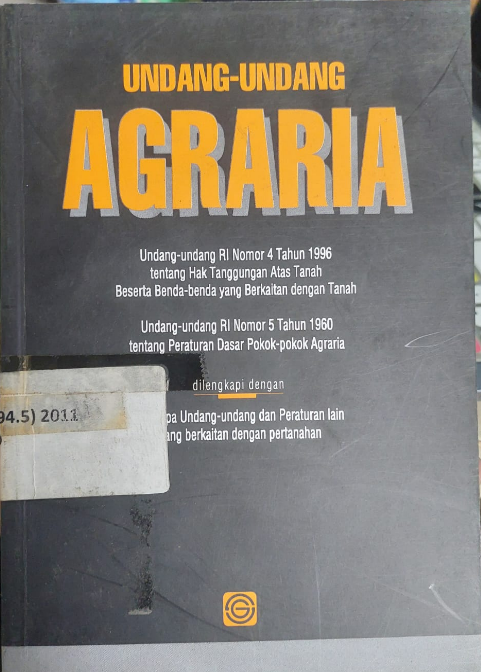 UNDANG-UNDANG
AGRARIA
Undang-undang RI Nomor 4 Tahun 1996
tentang Hak Tanggungan Atas Tanah
Beserta Benda-benda yang Berkaitan dengan Tanah
Undang-undang RI Nomor 5 Tahun 1960
tentang Peraturan Dasar Pokok-pokok Agraria
dilengkapi dengan
94.5) 2011
pa Undang-undang dan Peraturan lain
ang berkaitan dengan pertanahan